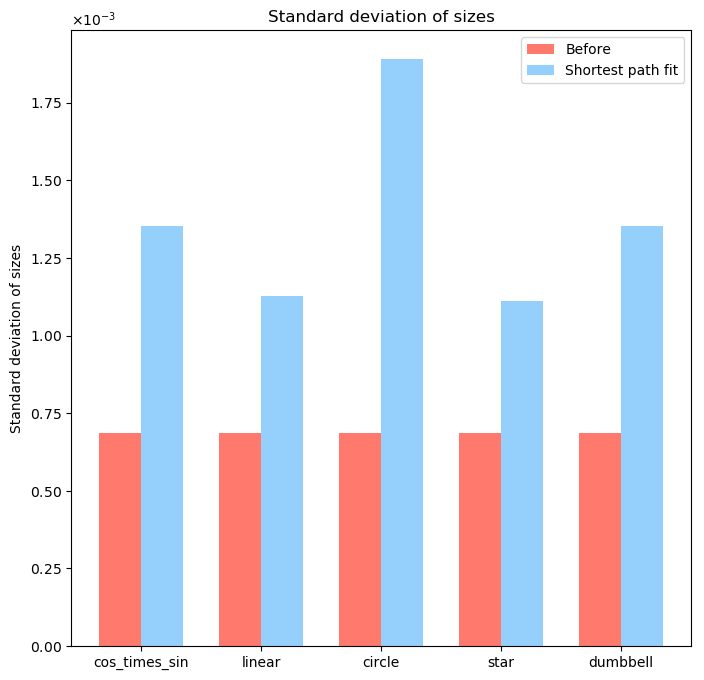 ×10⁻³
Standard deviation of sizes
Before
Shortest path fit
Standard deviation of sizes
1.75
1.50
1.25
1.00
0.75
0.50
0.25
0.00
cos_times_sin linear circle star dumbbell